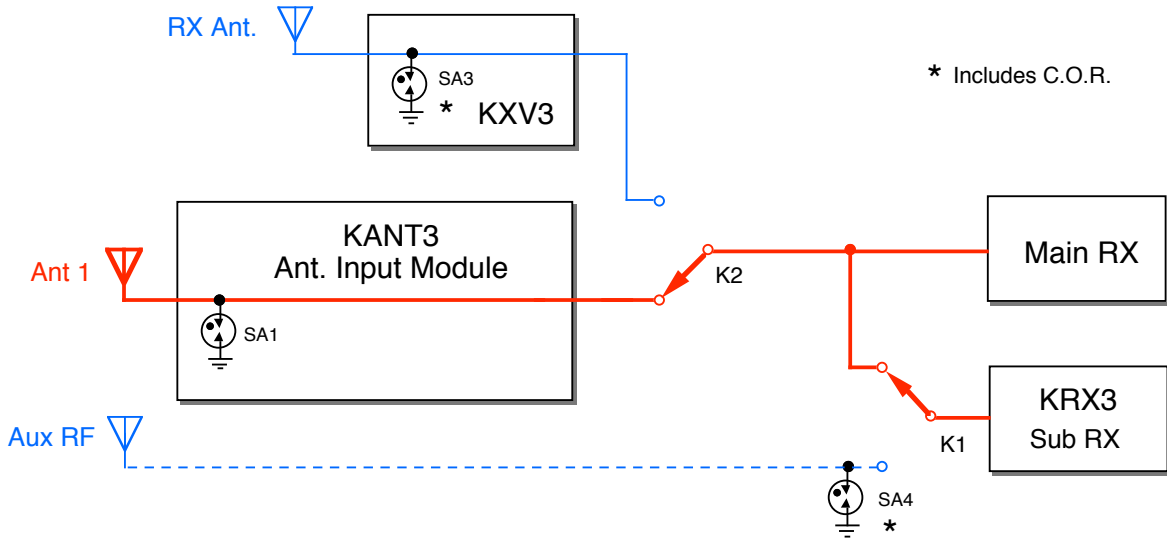 RX Ant.
SA3
* KXV3
* Includes C.O.R.
KANT3
Ant. Input Module
Ant 1
SA1
K2
Main RX
KRX3
Sub RX
K1
Aux RF
SA4
*